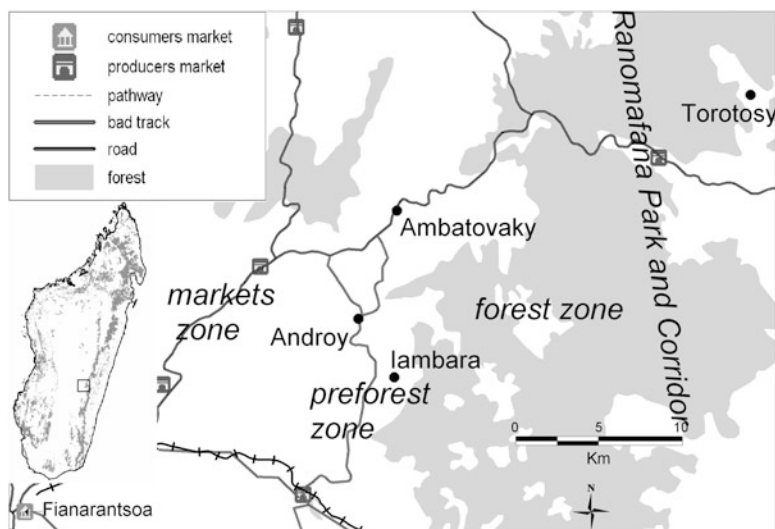 consumers market
producers market
pathway
bad track
road
forest
Ranomafana Park and Corridor
Torotosy
Ambatovaky
markets
zone
forest zone
Androy
Iambara
preforest
zone
0 5 10
Km
N
Fianarantsoa